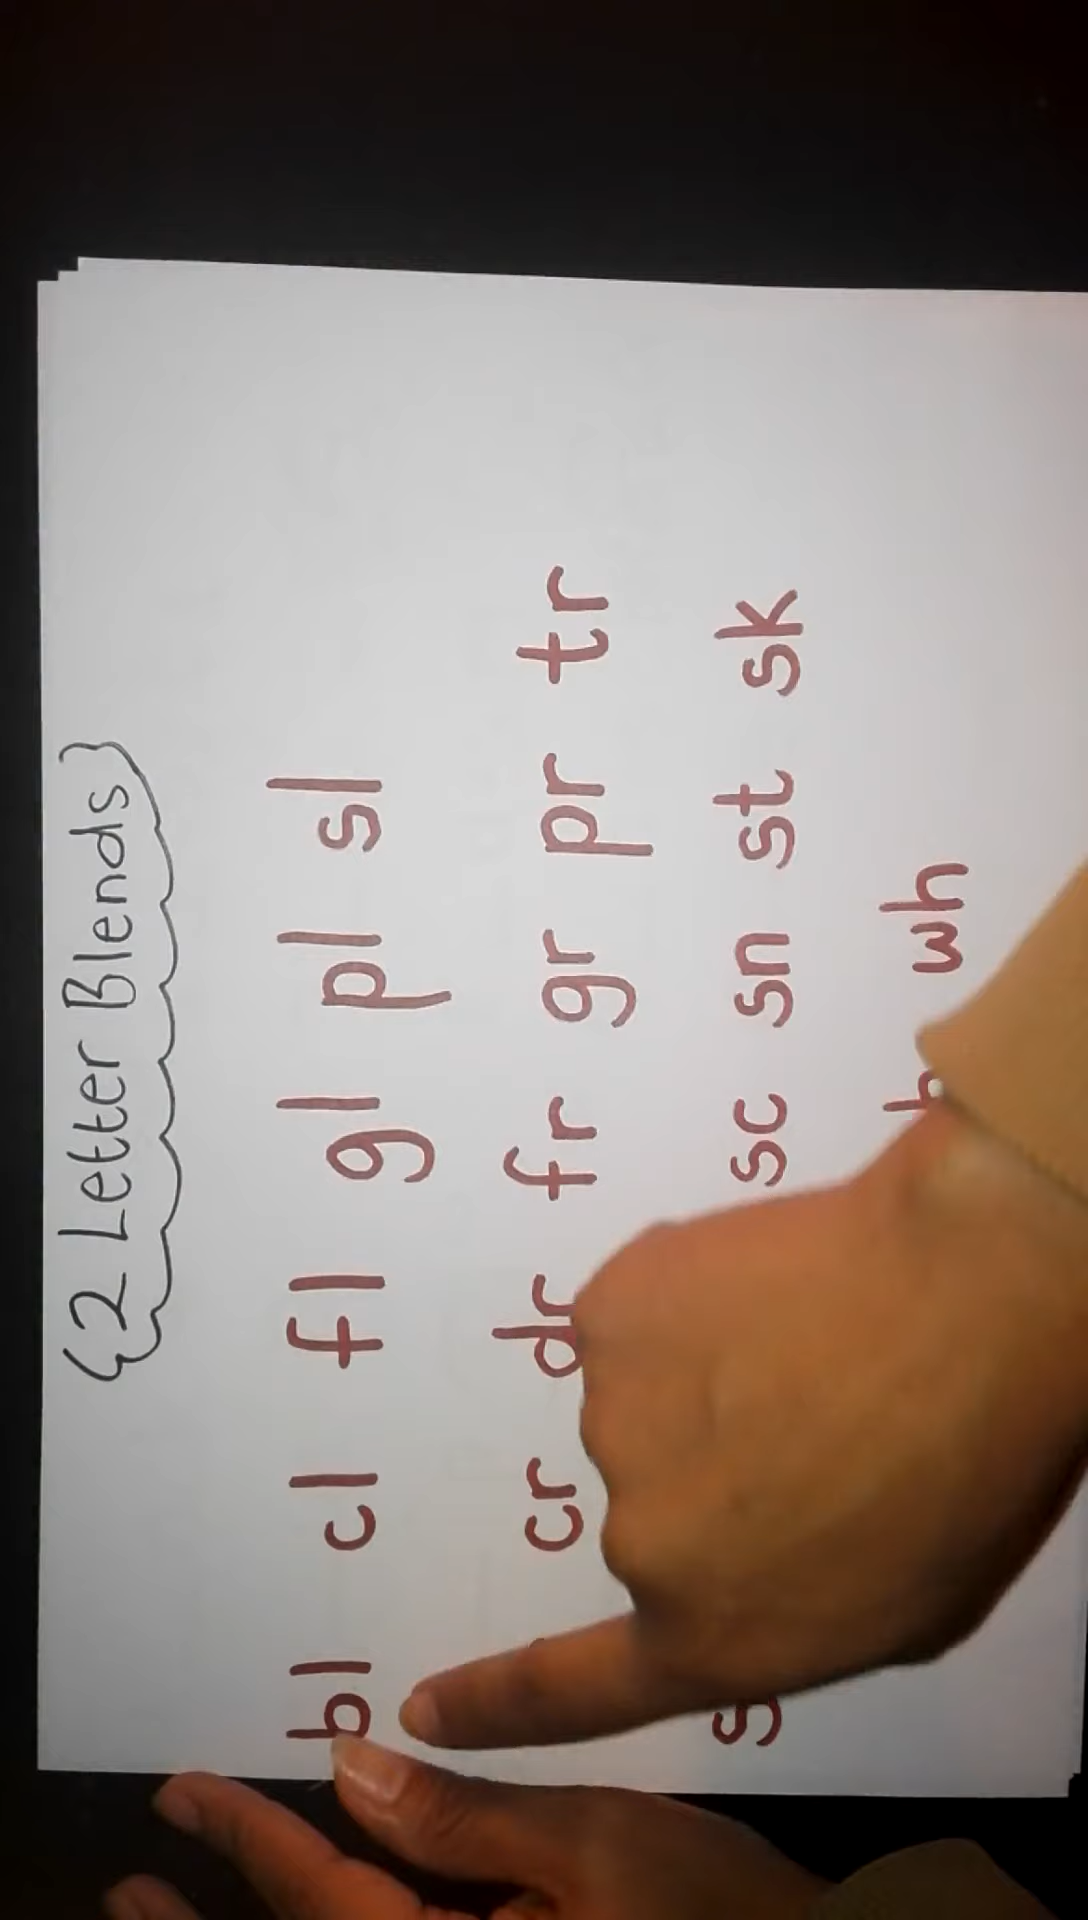 {2 Letter Blends}
bl cl fl gl pl sl
cr dr fr gr pr tr
sc sn st sk
wh